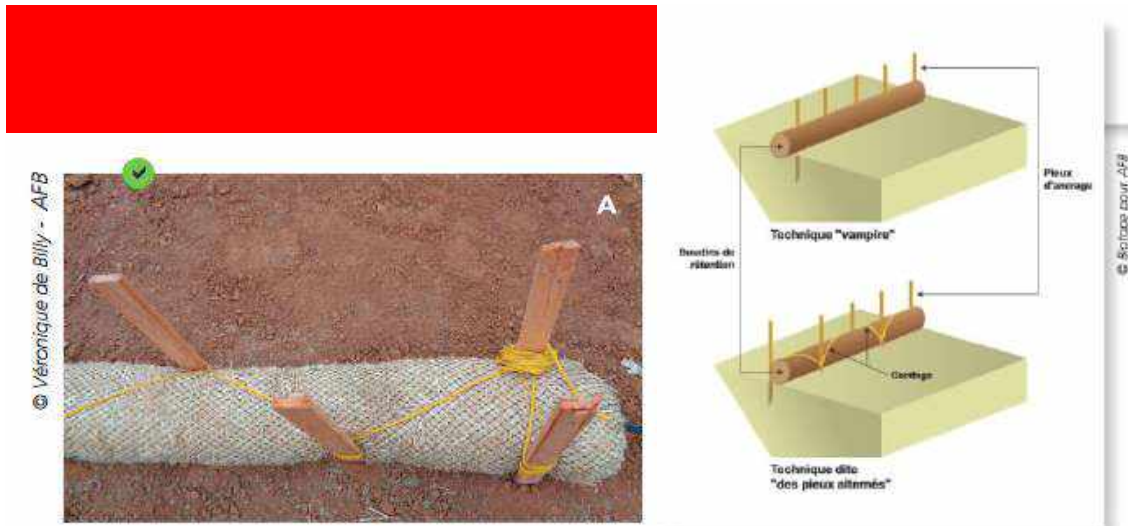 © Véronique de Billy - AFB
A
Technique "vampire"
Pieux
d'ancrage
Boudins de
rétention
Cordage
Technique dite
"des pieux alternés"
© Biotope pour AFB